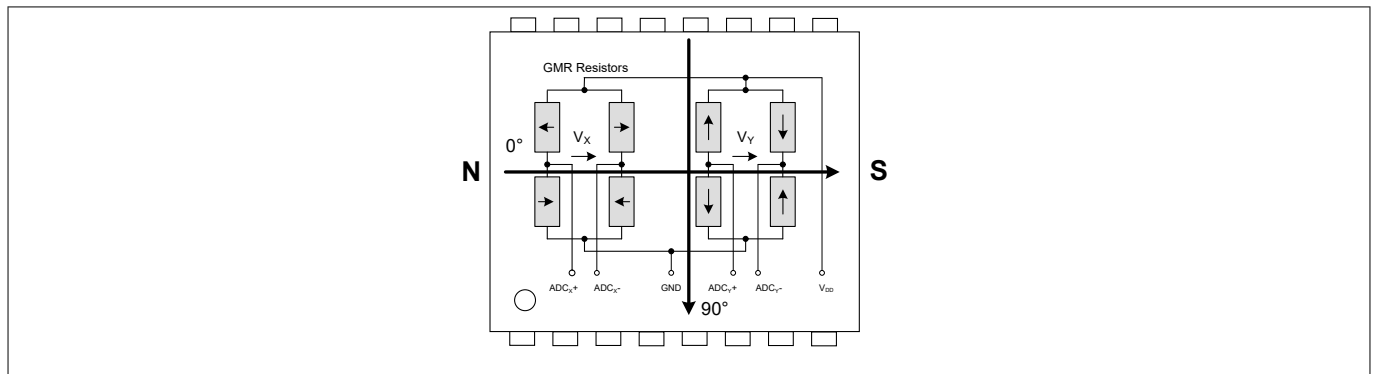 GMR Resistors
V_X V_Y
0°
N S
ADC_X+ ADC_X- GND ADC_Y+ ADC_Y- V_DD
90°